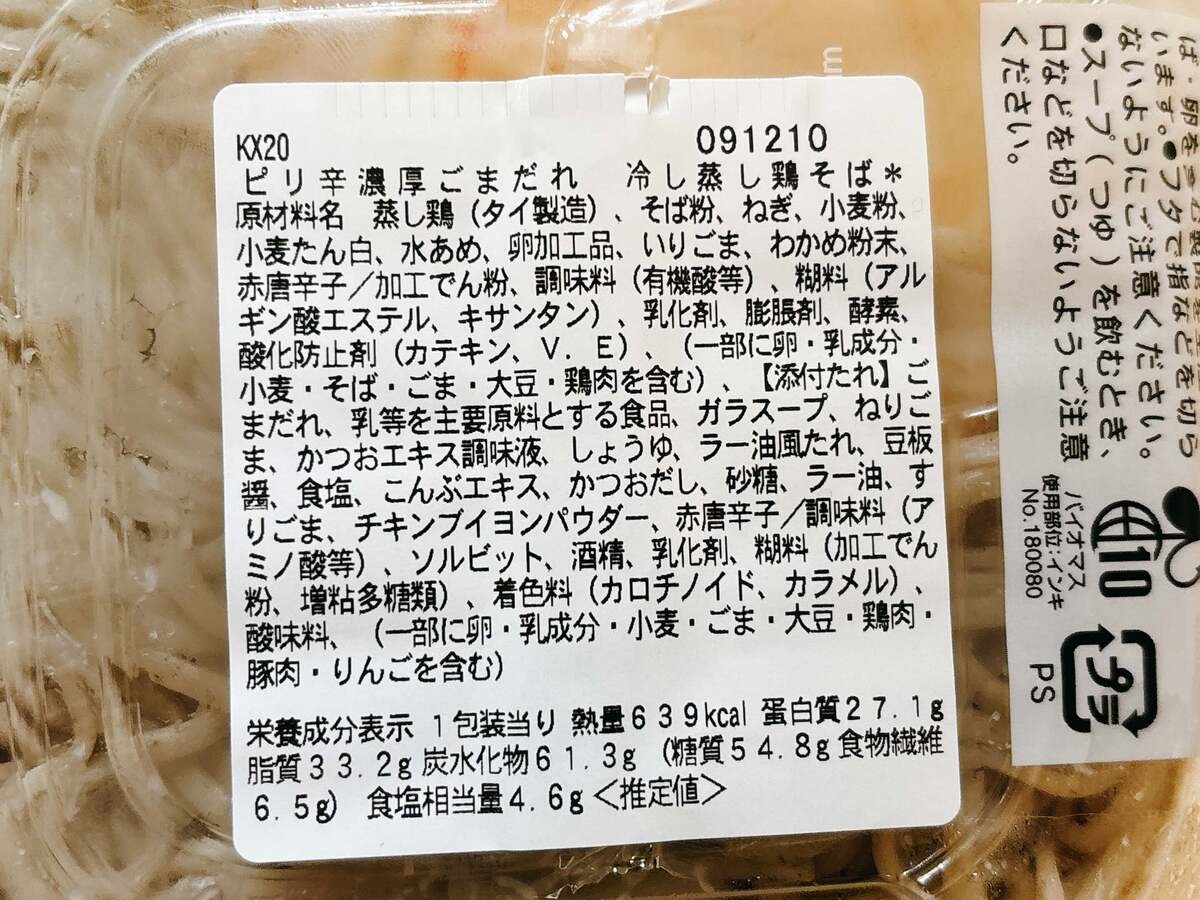 KX20
091210
ピリ辛濃厚ごまだれ 冷し蒸し鶏そば＊
原材料名 蒸し鶏（タイ製造）、そば粉、ねぎ、小麦粉、
小麦たん白、水あめ、卵加工品、いりごま、わかめ粉末、
赤唐辛子／加工でん粉、調味料（有機酸等）、糊料（アル
ギン酸エステル、キサンタン）、乳化剤、膨脹剤、酵素、
酸化防止剤（カテキン、Ｖ．Ｅ）、（一部に卵・乳成分・
小麦・そば・ごま・大豆・鶏肉を含む）、【添付たれ】ご
まだれ、乳等を主要原料とする食品、ガラスープ、ねりご
ま、かつおエキス調味液、しょうゆ、ラー油風たれ、豆板
醤、食塩、こんぶエキス、かつおだし、砂糖、ラー油、す
りごま、チキンブイヨンパウダー、赤唐辛子／調味料（ア
ミノ酸等）、ソルビット、酒精、乳化剤、糊料（加工でん
粉、増粘多糖類）、着色料（カロチノイド、カラメル）、
酸味料、（一部に卵・乳成分・小麦・ごま・大豆・鶏肉・
豚肉・りんごを含む）
栄養成分表示 １包装当り 熱量６３９kcal 蛋白質２７.１g
脂質３３.２g 炭水化物６１.３g （糖質５４.８g 食物繊維
６.５g） 食塩相当量４.６g＜推定値＞
います。●フタで指などを切ら
ないようにご注意ください。
●スープ（つゆ）を飲むとき、
口などを切らないようご注意
ください。
10
バイオマス
使用部位:インキ
No.180080
プラ
PS